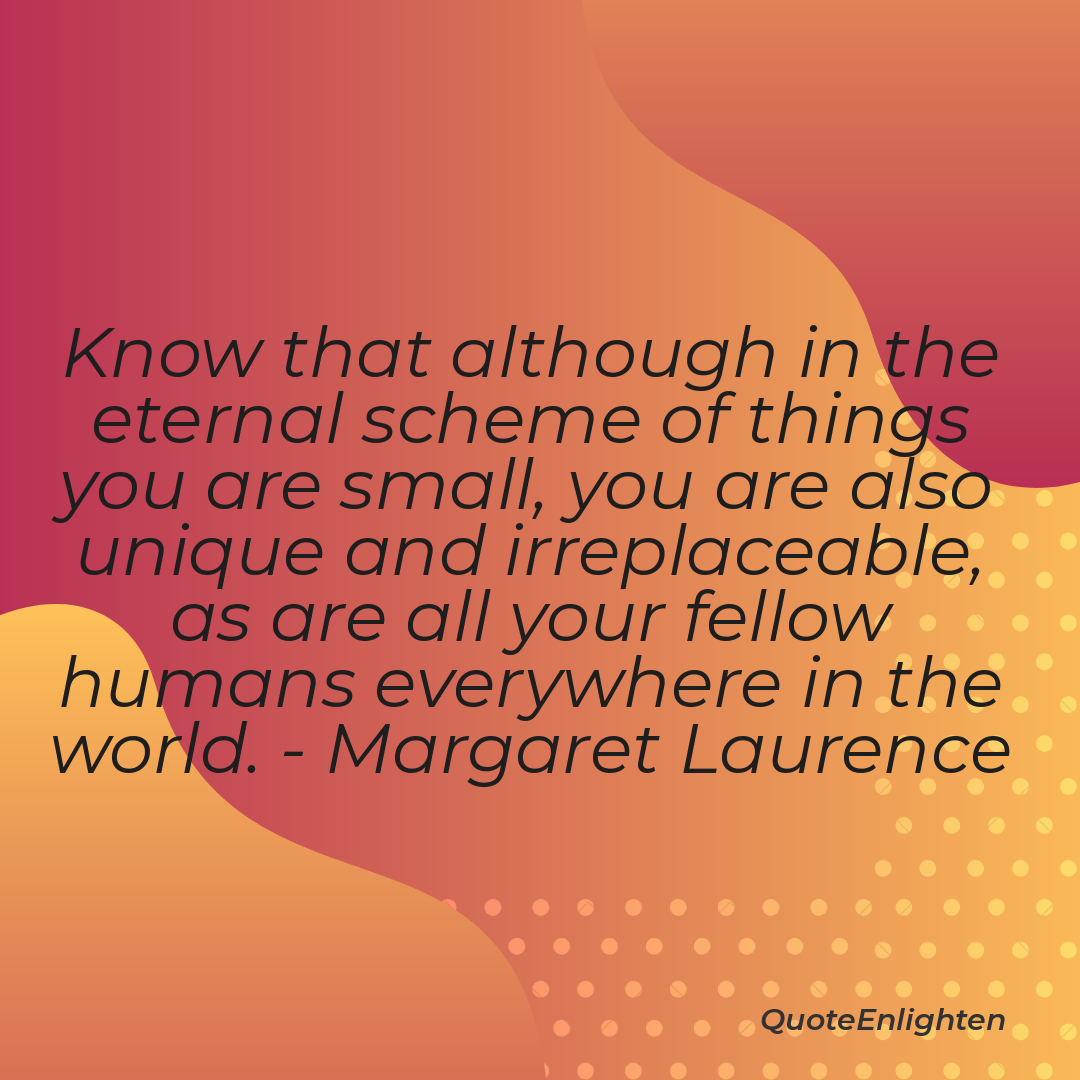 Know that although in the
eternal scheme of things
you are small, you are also
unique and irreplaceable,
as are all your fellow
humans everywhere in the
world. - Margaret Laurence
QuoteEnlighten